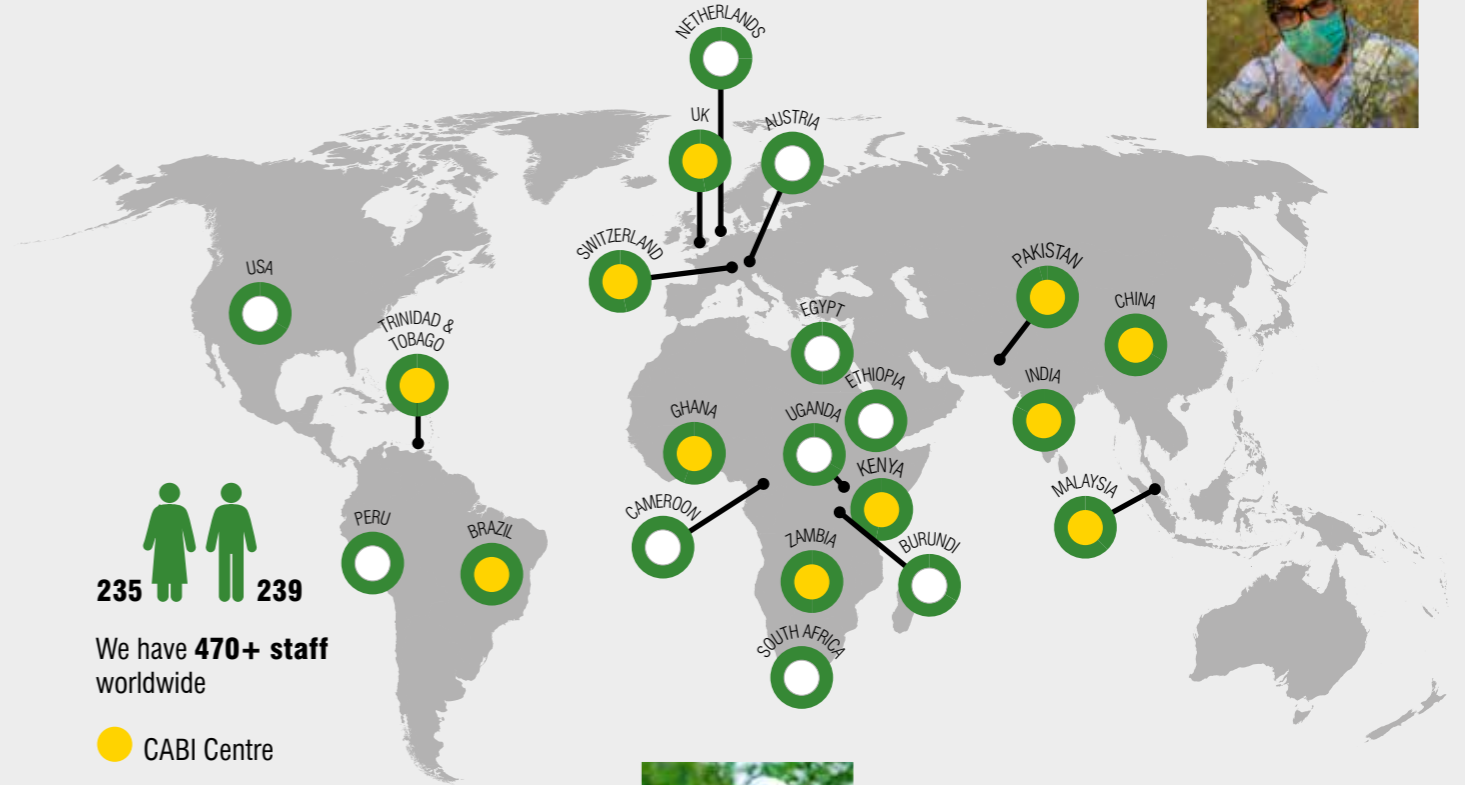 NETHERLANDS
UK
AUSTRIA
SWITZERLAND
USA
TRINIDAD &
TOBAGO
PAKISTAN
CHINA
EGYPT
ETHIOPIA
INDIA
GHANA
UGANDA
KENYA
MALAYSIA
CAMEROON
PERU
BRAZIL
ZAMBIA
BURUNDI
SOUTH AFRICA
235 239
We have 470+ staff
worldwide
CABI Centre